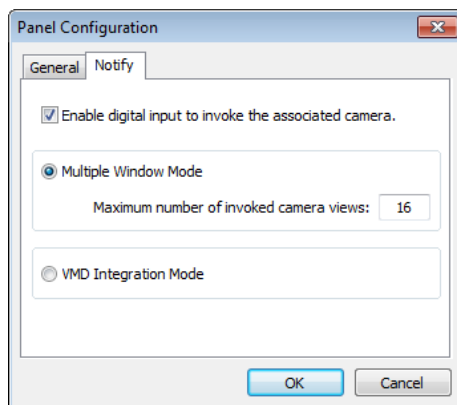 Panel Configuration
General Notify
Enable digital input to invoke the associated camera.
Multiple Window Mode
Maximum number of invoked camera views: 16
VMD Integration Mode
OK Cancel